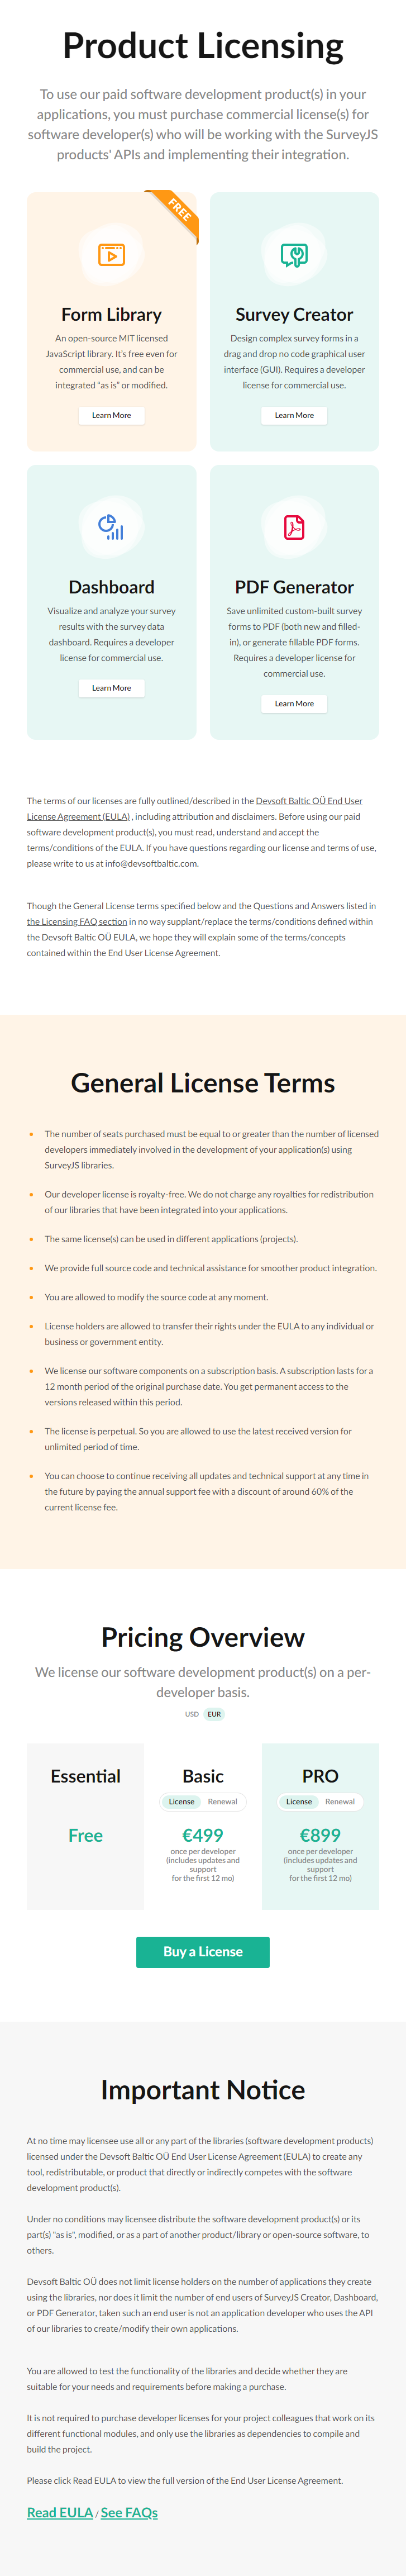 Product Licensing
To use our paid software development product(s) in your
applications, you must purchase commercial license(s) for
software developer(s) who will be working with the SurveyJS
products' APIs and implementing their integration.
FREE
Form Library
An open-source MIT licensed
JavaScript library. It's free even for
commercial use, and can be
integrated "as is" or modified.
Learn More
Survey Creator
Design complex survey forms in a
drag and drop no code graphical user
interface (GUI). Requires a developer
license for commercial use.
Learn More
Dashboard
Visualize and analyze your survey
results with the survey data
dashboard. Requires a developer
license for commercial use.
Learn More
PDF Generator
Save unlimited custom-built survey
forms to PDF (both new and filled-
in), or generate fillable PDF forms.
Requires a developer license for
commercial use.
Learn More
The terms of our licenses are fully outlined/described in the Devsoft Baltic OÜ End User
License Agreement (EULA) , including attribution and disclaimers. Before using our paid
software development product(s), you must read, understand and accept the
terms/conditions of the EULA. If you have questions regarding our license and terms of use,
please write to us at info@devsoftbaltic.com.
Though the General License terms specified below and the Questions and Answers listed in
the Licensing FAQ section in no way supplant/replace the terms/conditions defined within
the Devsoft Baltic OÜ EULA, we hope they will explain some of the terms/concepts
contained within the End User License Agreement.
General License Terms
The number of seats purchased must be equal to or greater than the number of licensed
developers immediately involved in the development of your application(s) using
SurveyJS libraries.
Our developer license is royalty-free. We do not charge any royalties for redistribution
of our libraries that have been integrated into your applications.
The same license(s) can be used in different applications (projects).
We provide full source code and technical assistance for smoother product integration.
You are allowed to modify the source code at any moment.
License holders are allowed to transfer their rights under the EULA to any individual or
business or government entity.
We license our software components on a subscription basis. A subscription lasts for a
12 month period of the original purchase date. You get permanent access to the
versions released within this period.
The license is perpetual. So you are allowed to use the latest received version for
unlimited period of time.
You can choose to continue receiving all updates and technical support at any time in
the future by paying the annual support fee with a discount of around 60% of the
current license fee.
Pricing Overview
We license our software development product(s) on a per-
developer basis.
USD EUR
Essential
Free
Basic
License Renewal
€499
once per developer
(includes updates and
support
for the first 12 mo)
PRO
License Renewal
€899
once per developer
(includes updates and
support
for the first 12 mo)
Buy a License
Important Notice
At no time may licensee use all or any part of the libraries (software development products)
licensed under the Devsoft Baltic OÜ End User License Agreement (EULA) to create any
tool, redistributable, or product that directly or indirectly competes with the software
development product(s).
Under no conditions may licensee distribute the software development product(s) or its
part(s) "as is", modified, or as a part of another product/library or open-source software, to
others.
Devsoft Baltic OÜ does not limit license holders on the number of applications they create
using the libraries, nor does it limit the number of end users of SurveyJS Creator, Dashboard,
or PDF Generator, taken such an end user is not an application developer who uses the API
of our libraries to create/modify their own applications.
You are allowed to test the functionality of the libraries and decide whether they are
suitable for your needs and requirements before making a purchase.
It is not required to purchase developer licenses for your project colleagues that work on its
different functional modules, and only use the libraries as dependencies to compile and
build the project.
Please click Read EULA to view the full version of the End User License Agreement.
Read EULA / See FAQs